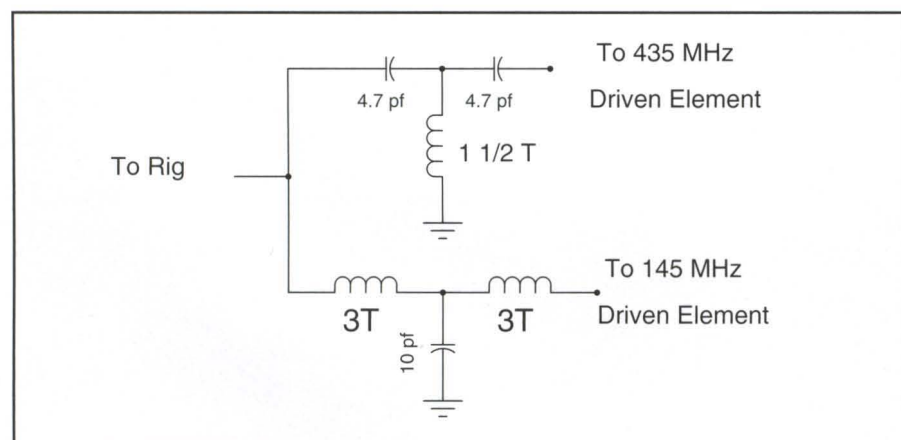 To 435 MHz
Driven Element
4.7 pf
4.7 pf
1 1/2 T
To Rig
To 145 MHz
Driven Element
3T
3T
10 pf